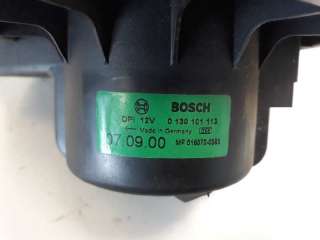 BOSCH
DPI 12V 0 130 101 113
Made in Germany
07.09.00